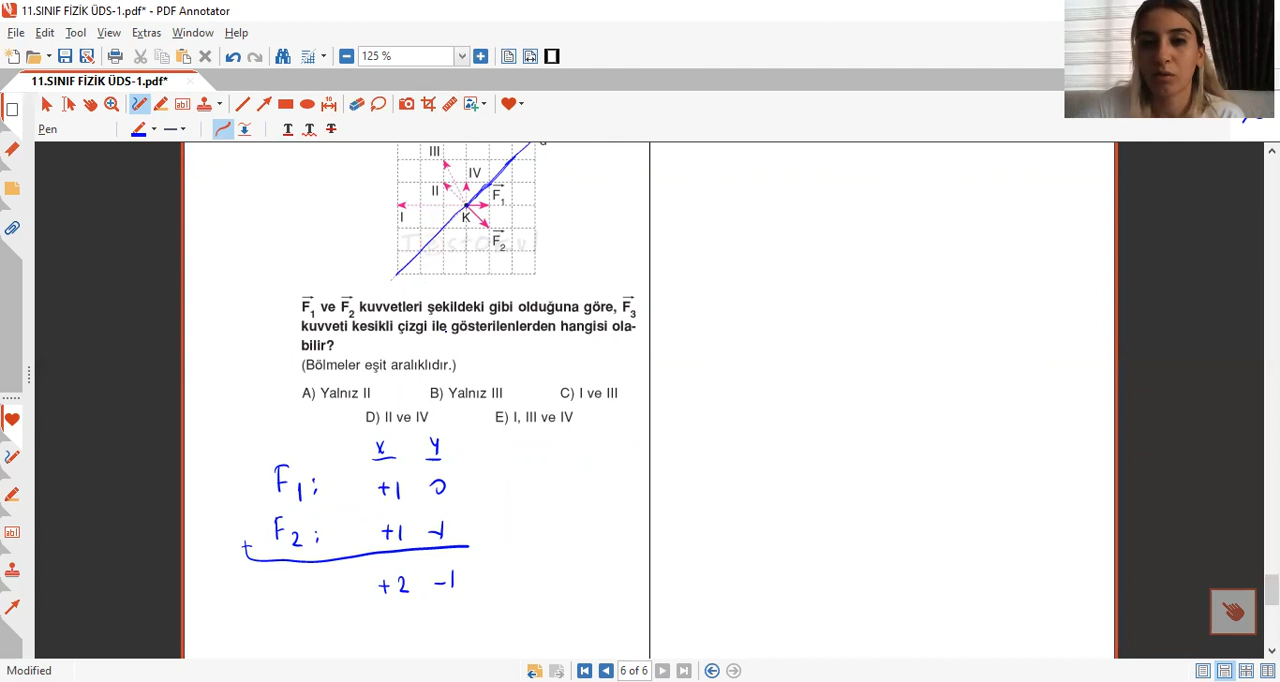 11.SINIF FİZİK ÜDS-1.pdf* - PDF Annotator
File Edit Tool View Extras Window Help
125 %
11.SINIF FİZİK ÜDS-1.pdf*
Pen
III
IV
II
F1
I
K
F2
F1 ve F2 kuvvetleri şekildeki gibi olduğuna göre, F3
kuvveti kesikli çizgi ile gösterilenlerden hangisi ola-
bilir?
(Bölmeler eşit aralıklıdır.)
A) Yalnız II B) Yalnız III C) I ve III
D) II ve IV E) I, III ve IV
x y
F1; +1 0
F2; +1 -1
+
+2 -1
6 of 6
Modified